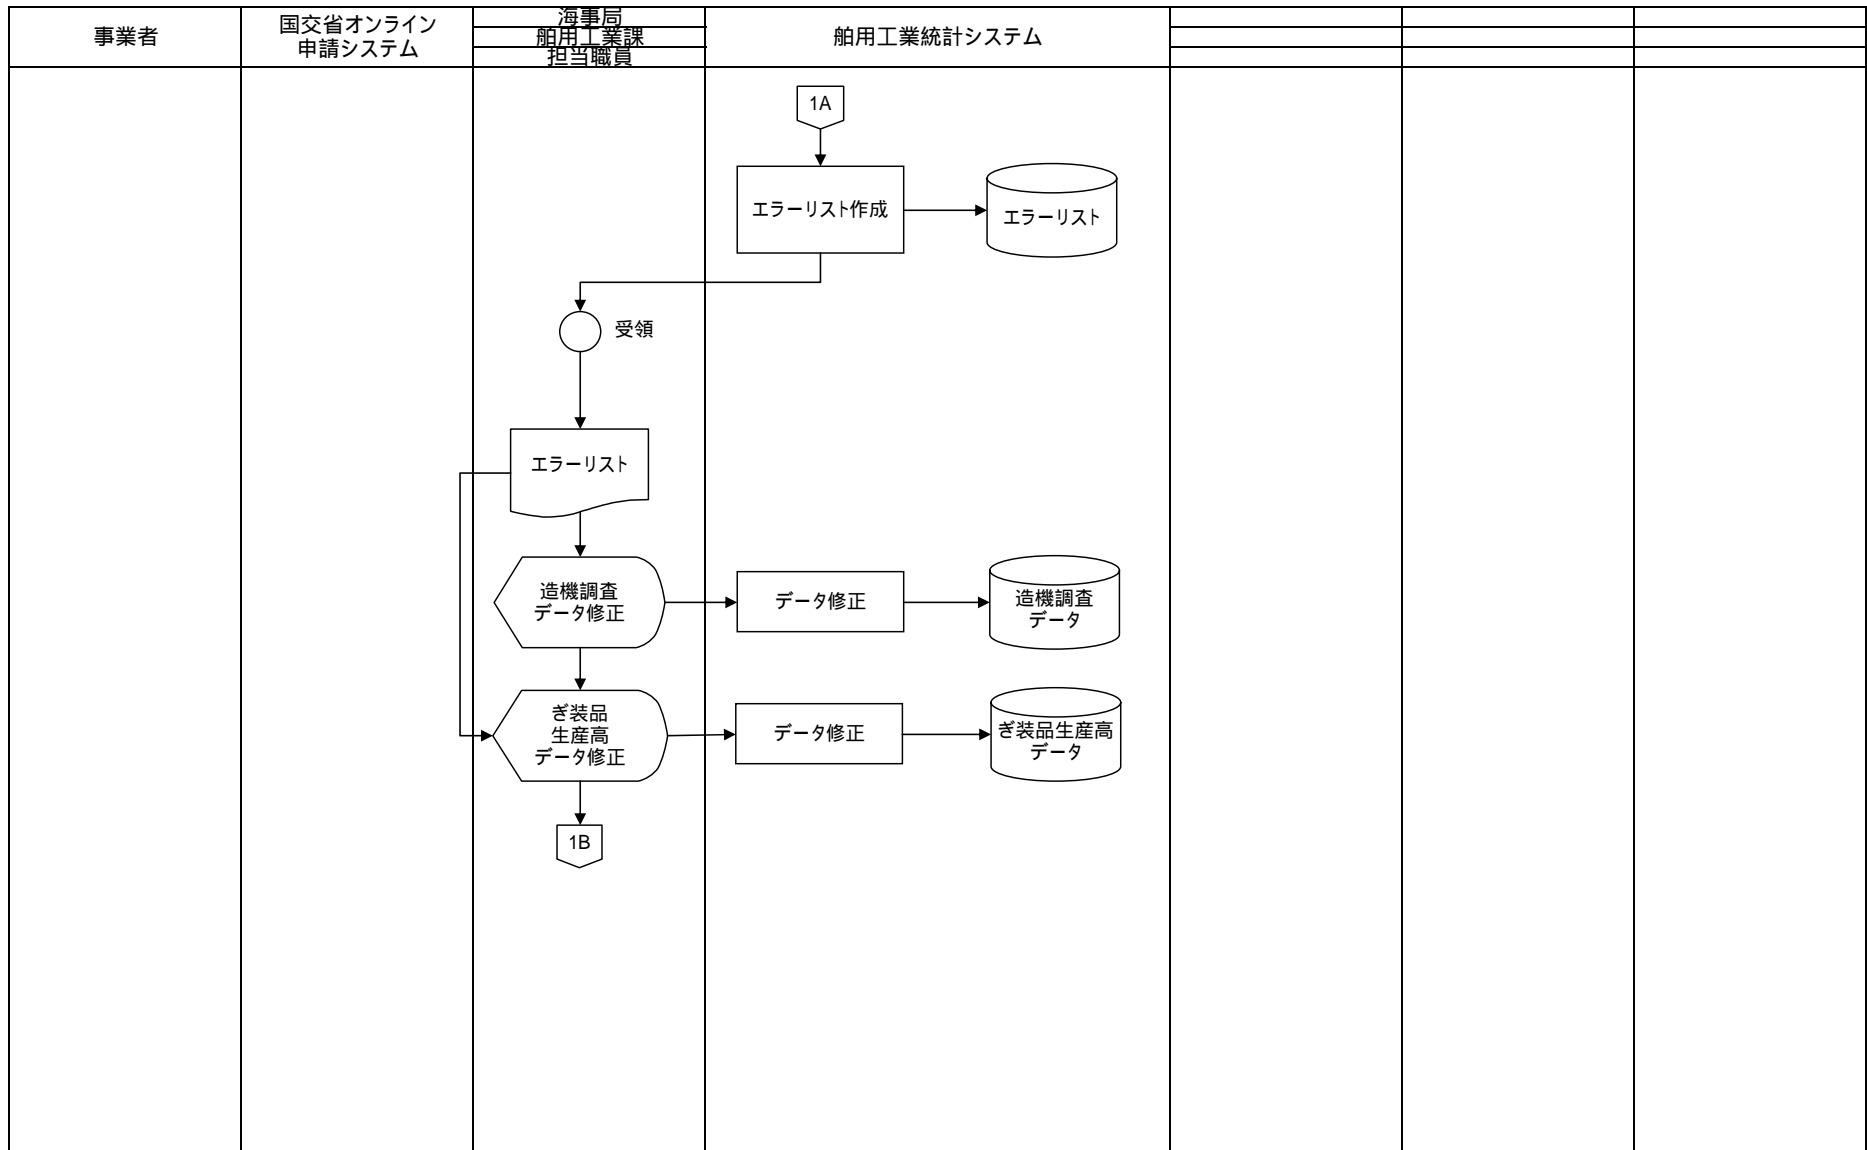 事業者
国交省オンライン
申請システム
海事局
舶用工業課
担当職員
舶用工業統計システム
1A
エラーリスト作成
エラーリスト
受領
エラーリスト
造機調査
データ修正
データ修正
造機調査
データ
ぎ装品
生産高
データ修正
データ修正
ぎ装品生産高
データ
1B